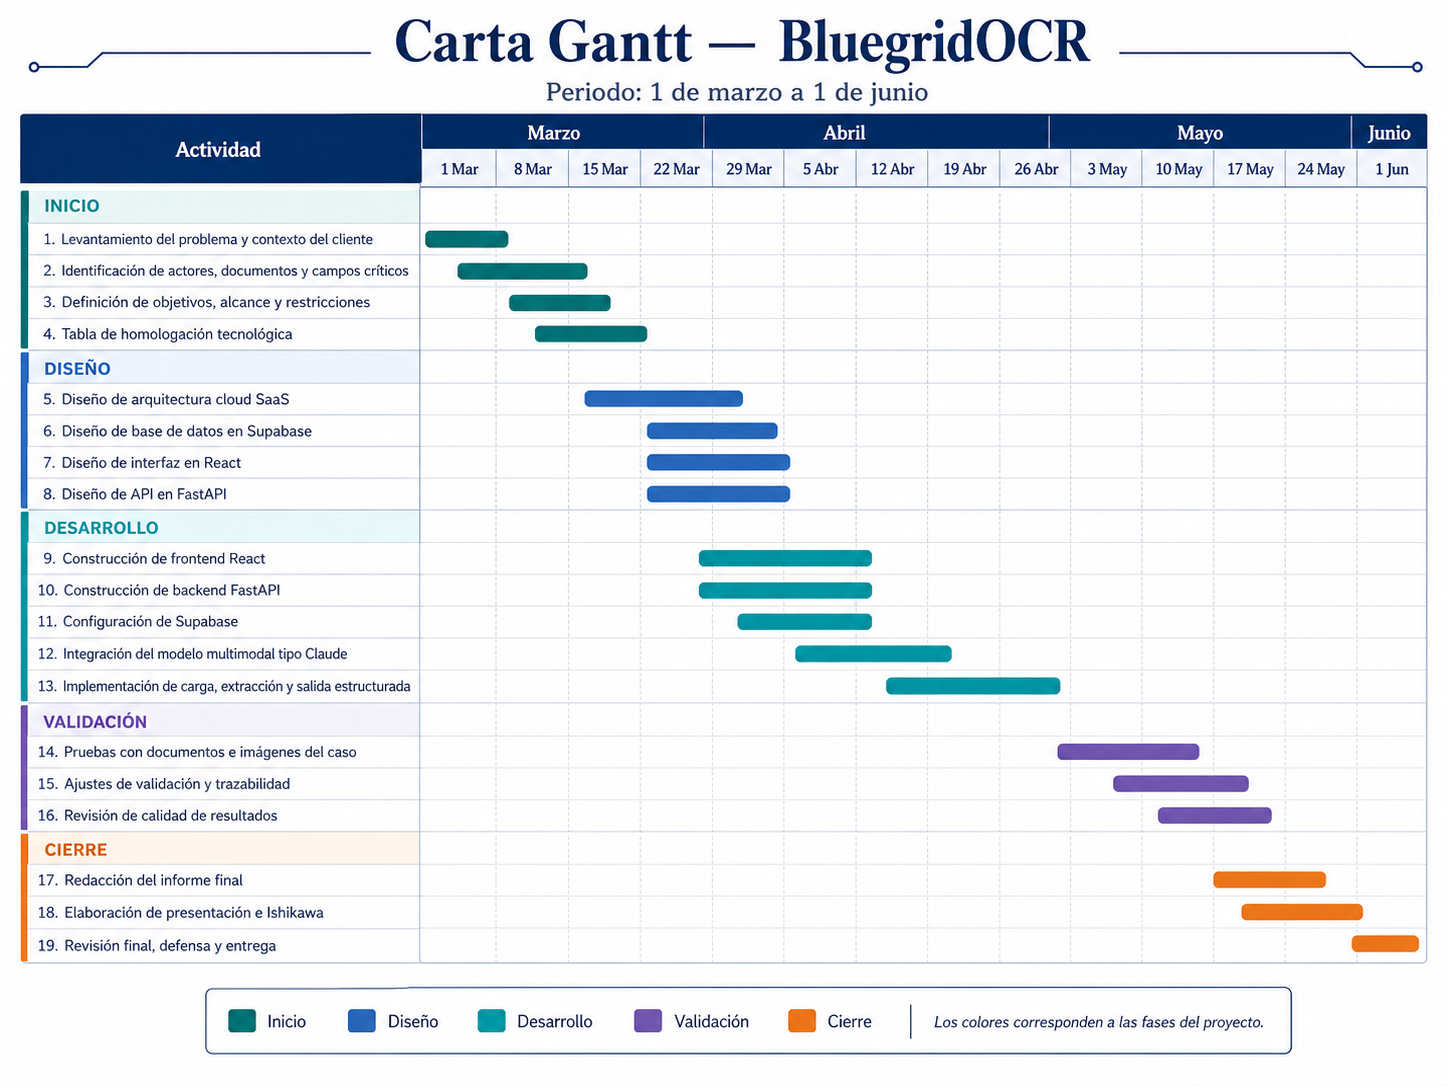 Carta Gantt — BluegridOCR
Periodo: 1 de marzo a 1 de junio
Actividad
Marzo Abril Mayo Junio
1 Mar 8 Mar 15 Mar 22 Mar 29 Mar 5 Abr 12 Abr 19 Abr 26 Abr 3 May 10 May 17 May 24 May 1 Jun
INICIO
1. Levantamiento del problema y contexto del cliente
2. Identificación de actores, documentos y campos críticos
3. Definición de objetivos, alcance y restricciones
4. Tabla de homologación tecnológica
DISEÑO
5. Diseño de arquitectura cloud SaaS
6. Diseño de base de datos en Supabase
7. Diseño de interfaz en React
8. Diseño de API en FastAPI
DESARROLLO
9. Construcción de frontend React
10. Construcción de backend FastAPI
11. Configuración de Supabase
12. Integración del modelo multimodal tipo Claude
13. Implementación de carga, extracción y salida estructurada
VALIDACIÓN
14. Pruebas con documentos e imágenes del caso
15. Ajustes de validación y trazabilidad
16. Revisión de calidad de resultados
CIERRE
17. Redacción del informe final
18. Elaboración de presentación e Ishikawa
19. Revisión final, defensa y entrega
Inicio Diseño Desarrollo Validación Cierre Los colores corresponden a las fases del proyecto.